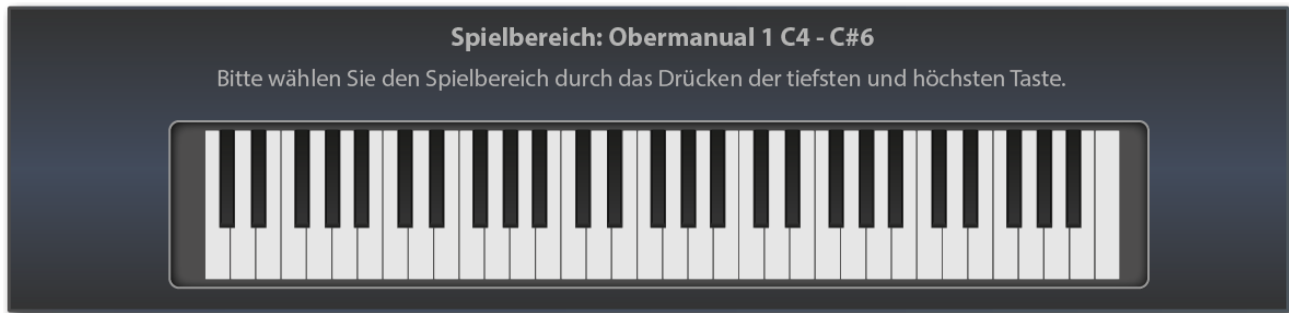 Spielbereich: Obermanual 1 C4 - C#6
Bitte wählen Sie den Spielbereich durch das Drücken der tiefsten und höchsten Taste.